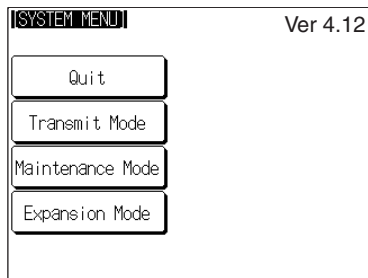 [SYSTEM MENU]
Ver 4.12
Quit
Transmit Mode
Maintenance Mode
Expansion Mode